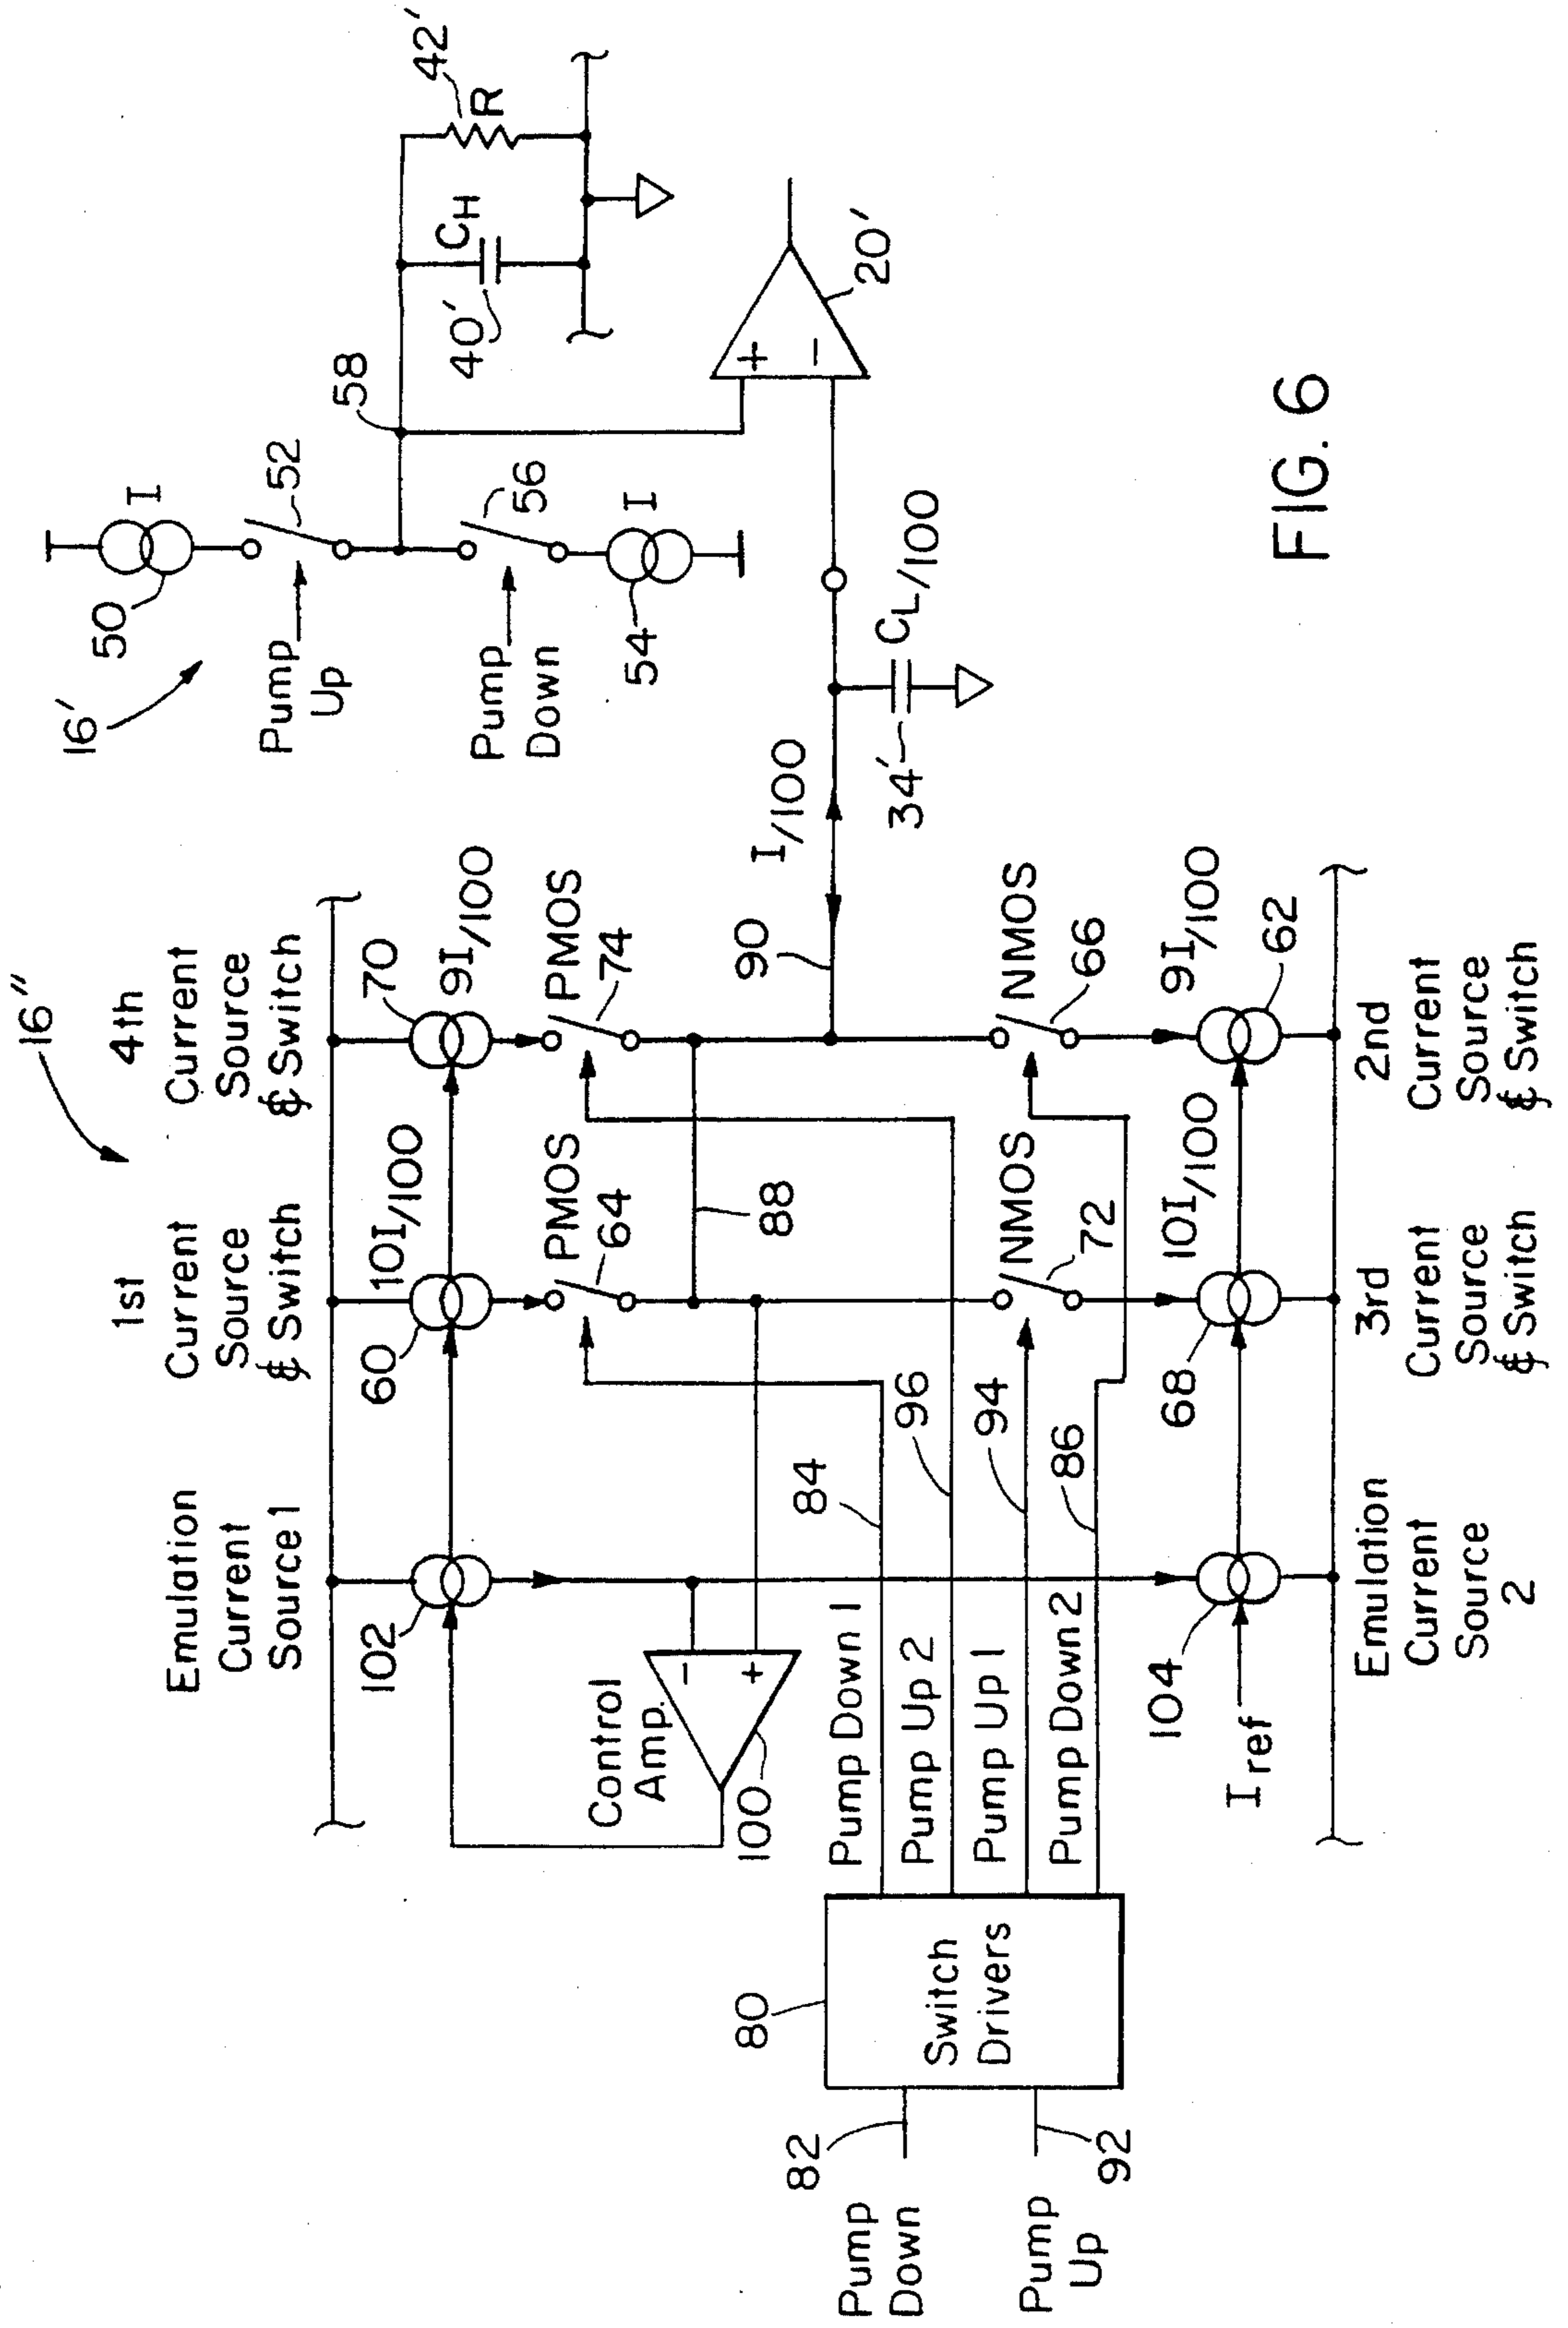 16"
Emulation
Current
Source 1
1st
Current
Source
& Switch
4th
Current
Source
& Switch
102
60
10I/100
70
9I/100
PMOS
64
PMOS
74
88
Control
Amp.
-
+
100
90
I/100
34'
CL/100
80
Switch
Drivers
82
Pump
Down
92
Pump
Up
Pump Down 1
Pump Up 2
Pump Up 1
Pump Down 2
84
96
94
86
NMOS
72
NMOS
66
104
Iref
68
10I/100
9I/100
62
Emulation
Current
Source
2
3rd
Current
Source
& Switch
2nd
Current
Source
& Switch
16'
50
I
Pump
Up
52
58
Pump
Down
56
54
I
40'
CH
R
42'
+
-
20'
FIG. 6